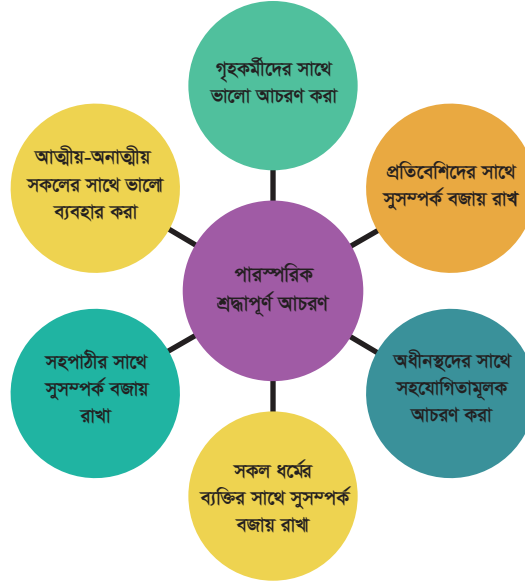 গৃহকর্মীদের সাথে
ভালো আচরণ করা
আত্মীয়-অনাত্মীয়
সকলের সাথে ভালো
ব্যবহার করা
প্রতিবেশিদের সাথে
সুসম্পর্ক বজায় রাখ
পারস্পরিক
শ্রদ্ধাপূর্ণ আচরণ
সহপাঠীর সাথে
সুসম্পর্ক বজায়
রাখা
অধীনস্থদের সাথে
সহযোগিতামূলক
আচরণ করা
সকল ধর্মের
ব্যক্তির সাথে সুসম্পর্ক
বজায় রাখা